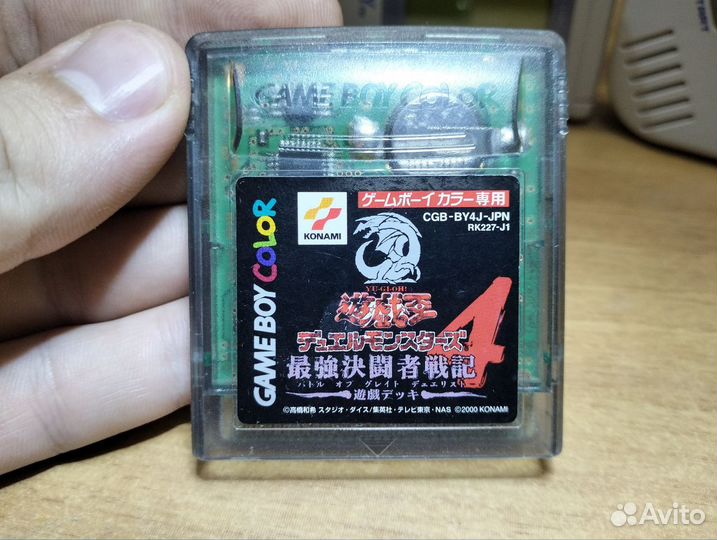 GAME BOY COLOR
GAME BOY COLOR
KONAMI
ゲームボーイカラー専用
CGB-BY4J-JPN
RK227-J1
YU-GI-OH!
遊戯王
デュエルモンスターズ
4
最強決闘者戦記
バトル オブ グレイト デュエリスト
遊戯デッキ
©高橋和希 スタジオ・ダイス/集英社・テレビ東京・NAS ©2000 KONAMI
Avito